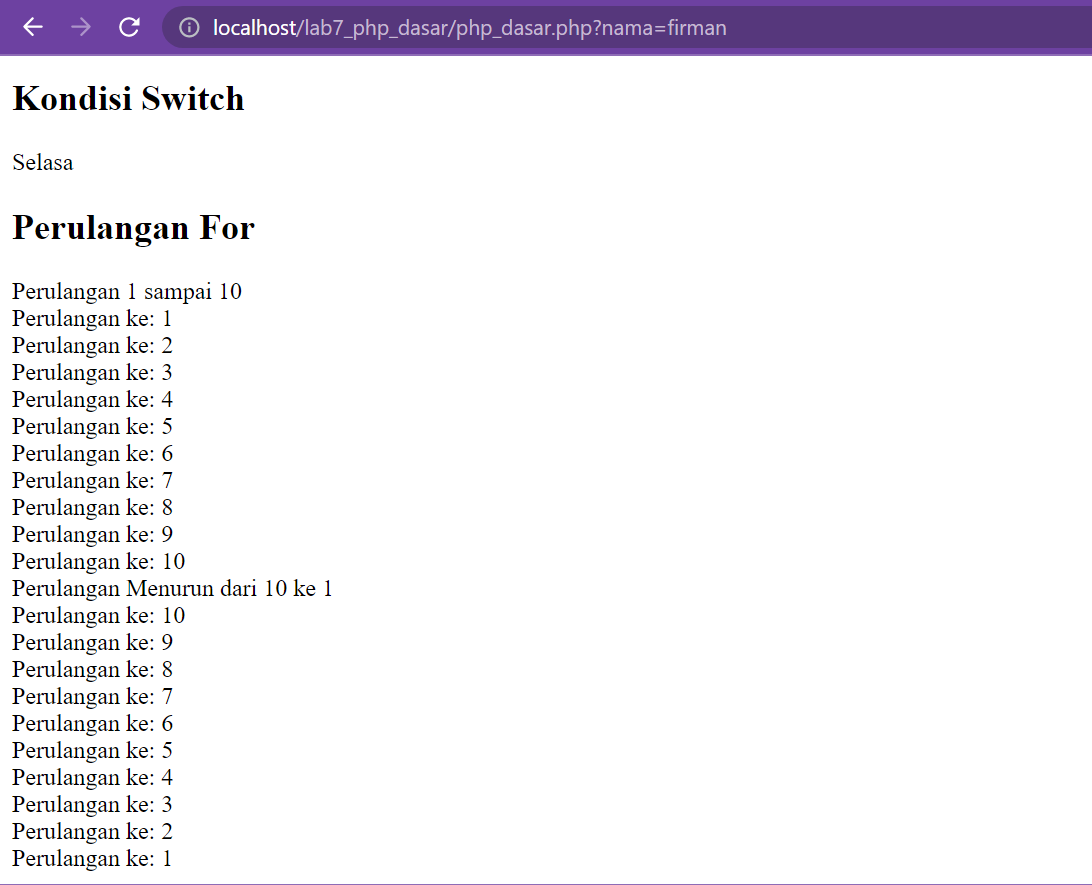 localhost/lab7_php_dasar/php_dasar.php?nama=firman
Kondisi Switch
Selasa
Perulangan For
Perulangan 1 sampai 10
Perulangan ke: 1
Perulangan ke: 2
Perulangan ke: 3
Perulangan ke: 4
Perulangan ke: 5
Perulangan ke: 6
Perulangan ke: 7
Perulangan ke: 8
Perulangan ke: 9
Perulangan ke: 10
Perulangan Menurun dari 10 ke 1
Perulangan ke: 10
Perulangan ke: 9
Perulangan ke: 8
Perulangan ke: 7
Perulangan ke: 6
Perulangan ke: 5
Perulangan ke: 4
Perulangan ke: 3
Perulangan ke: 2
Perulangan ke: 1